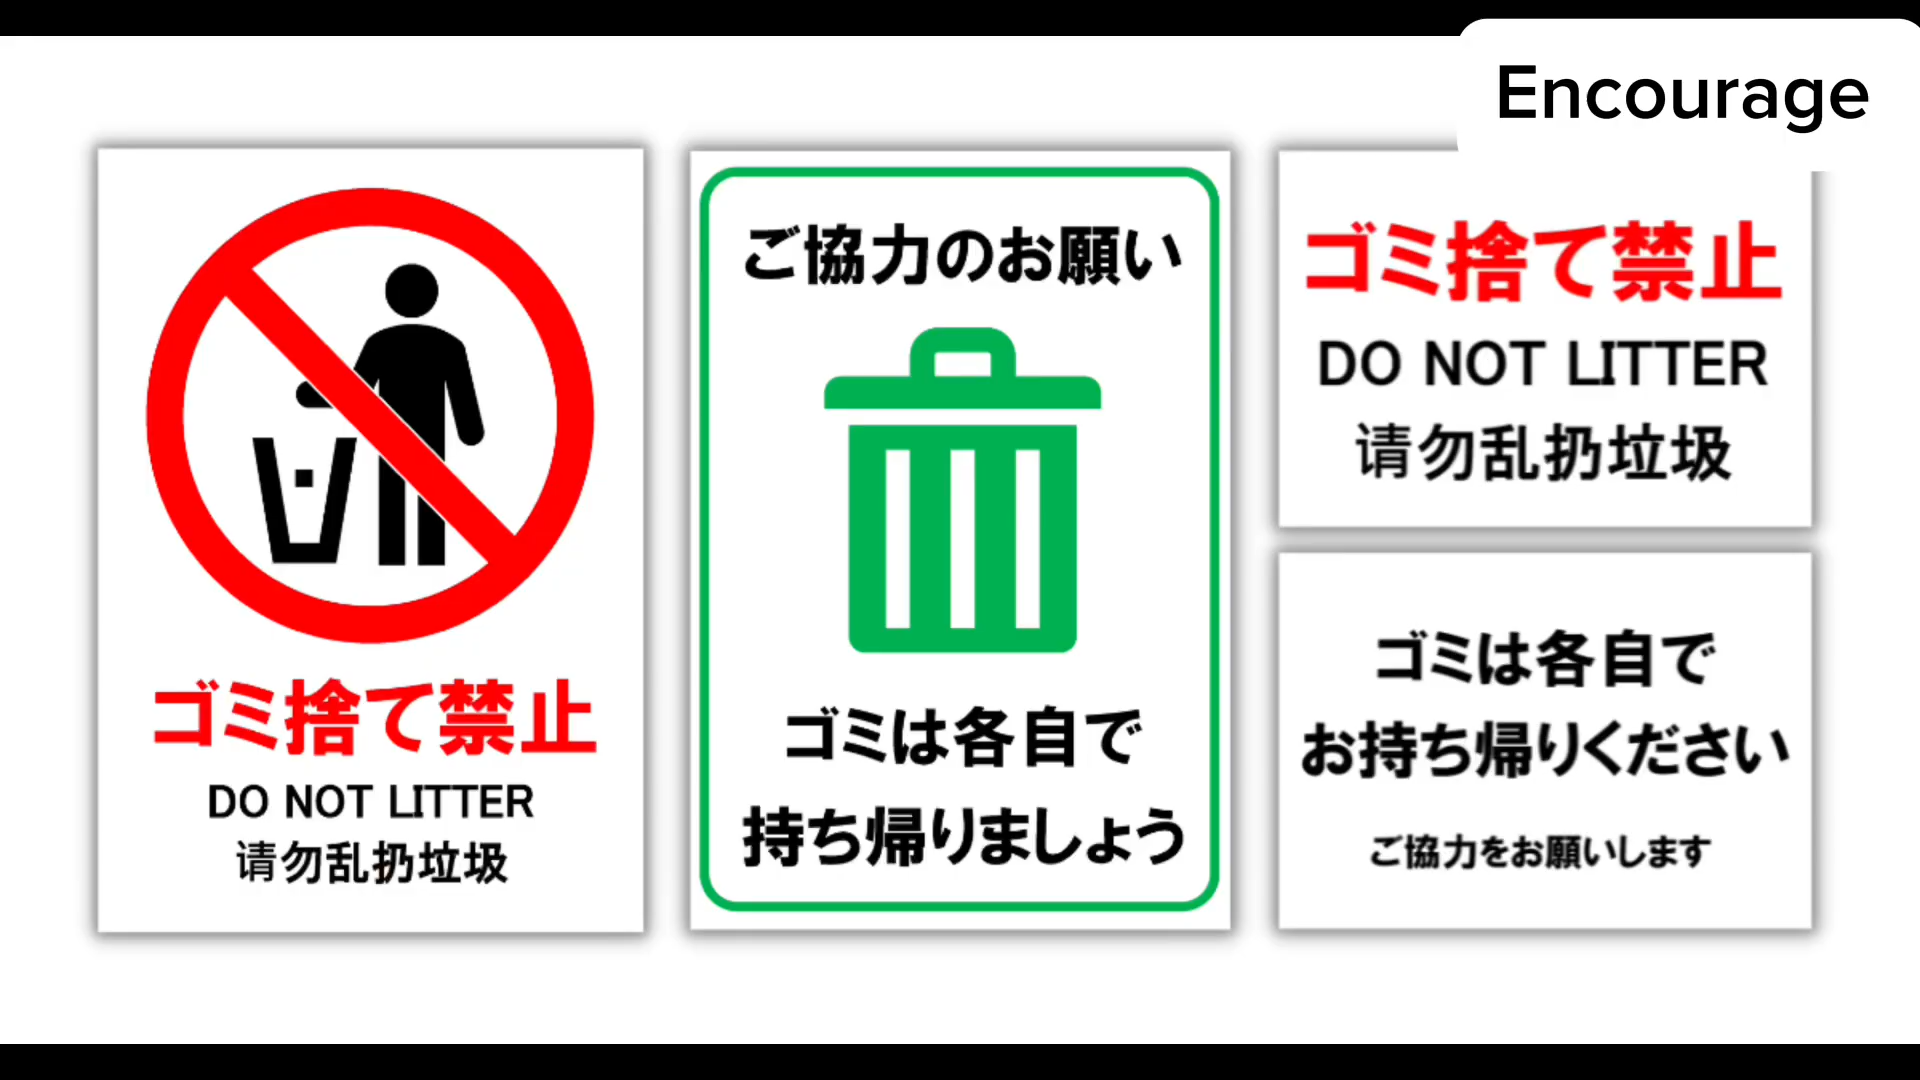 Encourage
ゴミ捨て禁止
DO NOT LITTER
请勿乱扔垃圾
ご協力のお願い
ゴミは各自で
持ち帰りましょう
ゴミ捨て禁止
DO NOT LITTER
请勿乱扔垃圾
ゴミは各自で
お持ち帰りください
ご協力をお願いします